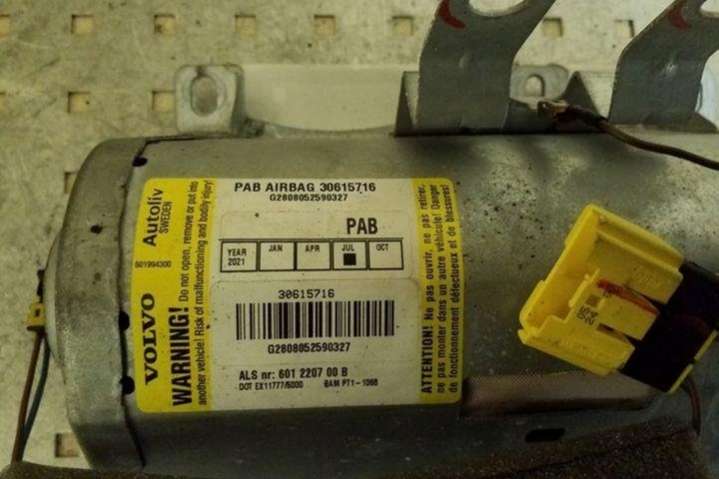 Autoliv
SWEDEN
601994300
VOLVO
WARNING! Do not open, remove or put into
another vehicle! Risk of malfunctioning and bodily injury!
PAB AIRBAG 30615716
G2808052590327
PAB
YEAR 2021 JAN APR JUL OCT
30615716
G2808052590327
ALS nr: 601 2207 00 B
DOT EX11777/5000 BAM PT1-1068
ATTENTION! Ne pas ouvrir, ne pas retirer,
ne pas monter dans un autre véhicule! Danger
de fonctionnement défectueux et de blessures!